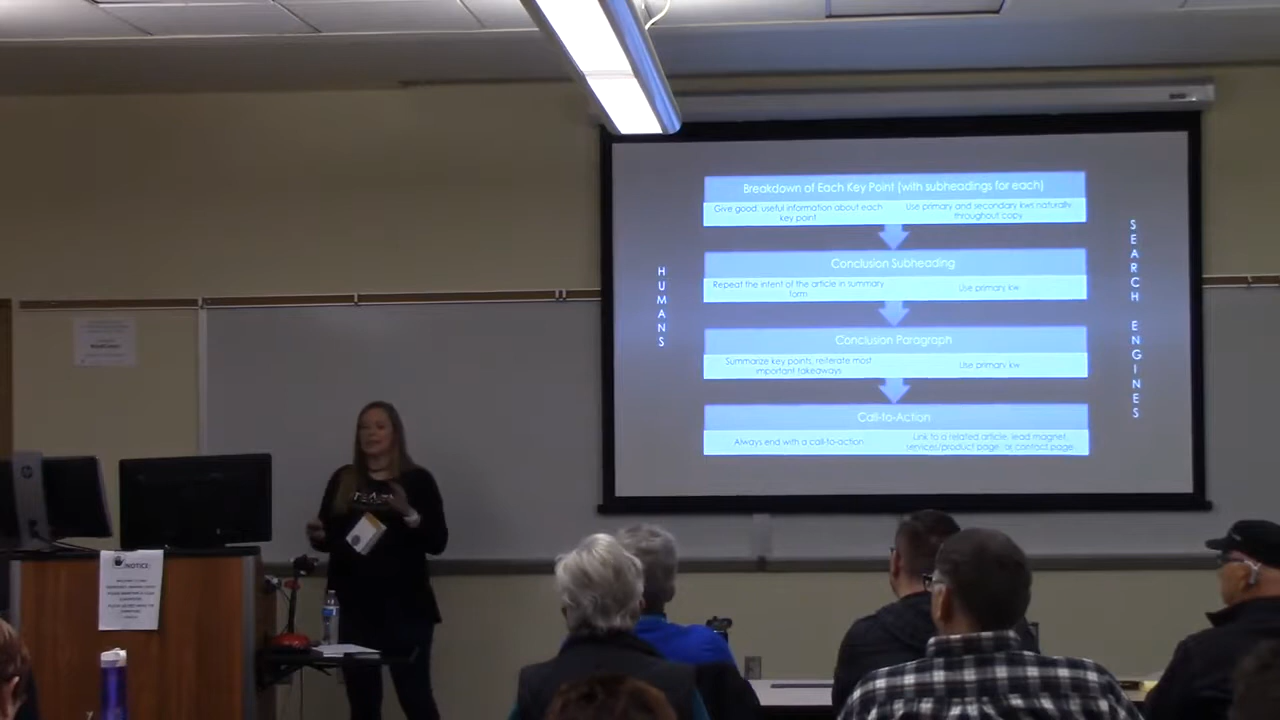 Breakdown of Each Key Point (with subheadings for each)
Give good, useful information about each
key point
Use primary and secondary kws naturally
throughout copy
Conclusion Subheading
Repeat the intent of the article in summary
form
Use primary kw
Conclusion Paragraph
Summarize key points, reiterate most
important takeaways
Use primary kw
Call-to-Action
Always end with a call-to-action
Link to a related article, lead magnet,
services/product page, or contact page
HUMANS
SEARCH ENGINES
NOTICE
hp